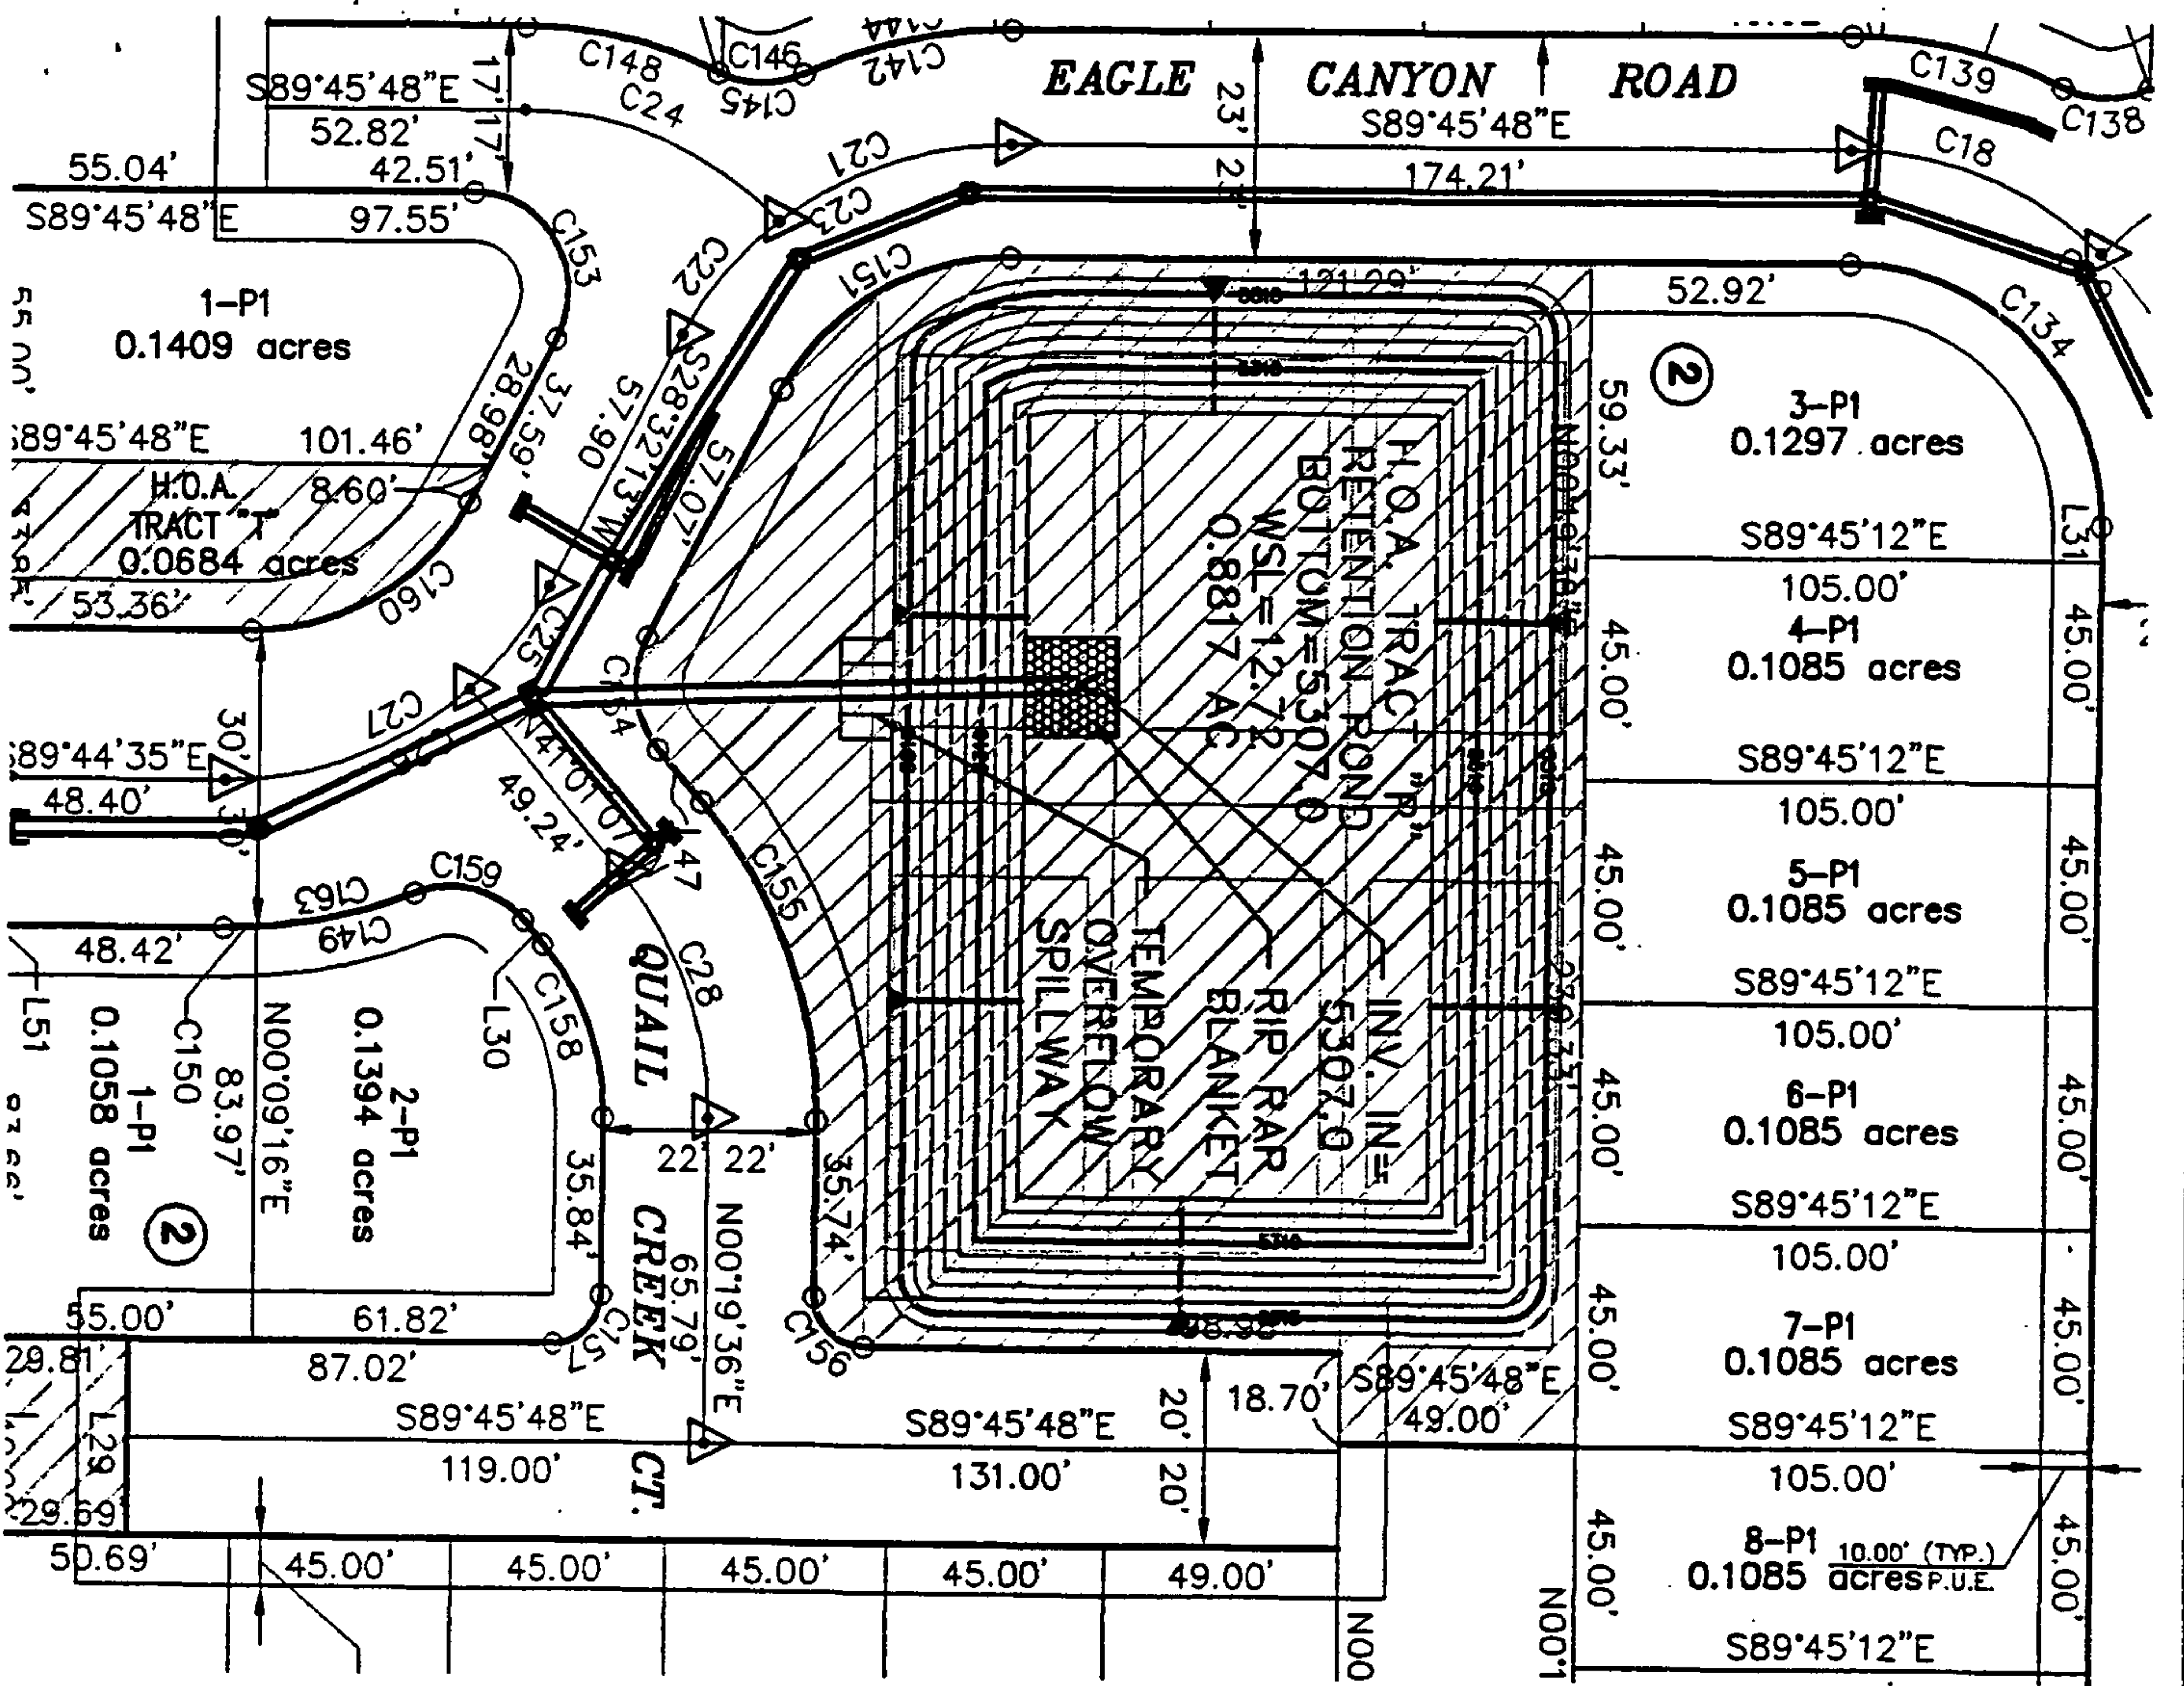 C148
C146
C145
C144
C142
EAGLE CANYON ROAD
C139
C138
S89°45'48"E
52.82'
17' 17'
C24
C21
C23
C22
23'
S89°45'48"E
174.21'
C18
55.04'
42.51'
S89°45'48"E
97.55'
C153
C151
121.29'
52.92'
C134
1-P1
0.1409 acres
55.00'
28.98'
37.59'
57.90
S28°32'13"W
57.07'
101.46'
H.O.A.
TRACT "T"
0.0684 acres
8.60'
53.36'
C160
C25
C27
C154
30'
30'
S89°44'35"E
48.40'
N41°01'07
49.24'
L47
C155
C159
C163
C149
48.42'
L51
C150
L30
C158
C28
QUAIL CREEK CT.
1-P1
0.1058 acres
83.97'
N00°09'16"E
2-P1
0.1394 acres
2
35.84'
22' 22'
35.74'
N00°19'36"E
65.79'
C157
C156
H.O.A. TRACT "P"
RETENTION POND
BOTTOM=5307.0
WSL=12.72
0.8817 AC
INV. IN=
5307.0
RIP RAP
BLANKET
TEMPORARY
OVERFLOW
SPILLWAY
5310
2
59.33'
3-P1
0.1297 acres
L31
S89°45'12"E
105.00'
45.00'
45.00'
4-P1
0.1085 acres
S89°45'12"E
105.00'
45.00'
45.00'
5-P1
0.1085 acres
S89°45'12"E
105.00'
45.00'
45.00'
6-P1
0.1085 acres
S89°45'12"E
105.00'
45.00'
45.00'
7-P1
0.1085 acres
S89°45'12"E
105.00'
45.00'
45.00'
8-P1
0.1085 acres
10.00' (TYP.)
P.U.E.
S89°45'12"E
55.00'
61.82'
29.81'
87.02'
L29
29.69'
S89°45'48"E
119.00'
S89°45'48"E
131.00'
20' 20'
18.70'
S89°45'48"E
49.00'
50.69'
45.00'
45.00'
45.00'
45.00'
49.00'
N00
N00°1